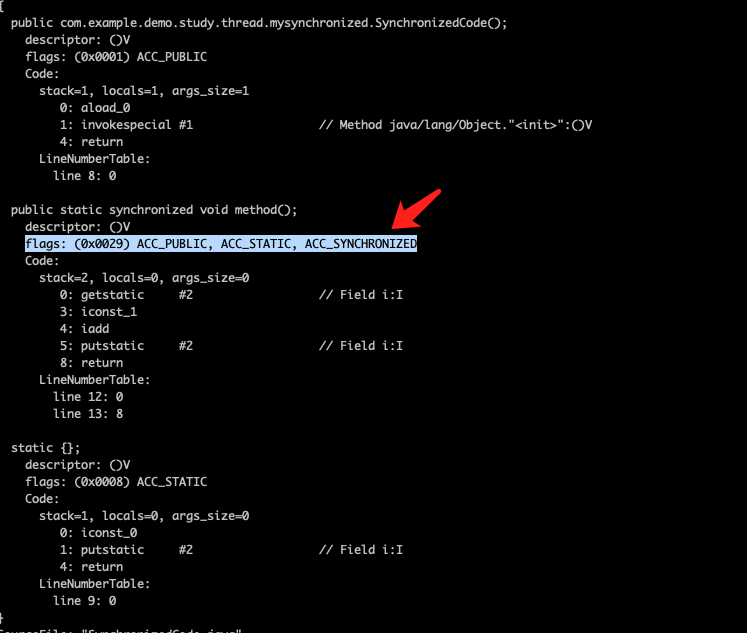 {
  public com.example.demo.study.thread.mysynchronized.SynchronizedCode();
    descriptor: ()V
    flags: (0x0001) ACC_PUBLIC
    Code:
      stack=1, locals=1, args_size=1
         0: aload_0
         1: invokespecial #1                  // Method java/lang/Object."<init>":()V
         4: return
      LineNumberTable:
        line 8: 0

  public static synchronized void method();
    descriptor: ()V
    flags: (0x0029) ACC_PUBLIC, ACC_STATIC, ACC_SYNCHRONIZED
    Code:
      stack=2, locals=0, args_size=0
         0: getstatic     #2                  // Field i:I
         3: iconst_1
         4: iadd
         5: putstatic     #2                  // Field i:I
         8: return
      LineNumberTable:
        line 12: 0
        line 13: 8

  static {};
    descriptor: ()V
    flags: (0x0008) ACC_STATIC
    Code:
      stack=1, locals=0, args_size=0
         0: iconst_0
         1: putstatic     #2                  // Field i:I
         4: return
      LineNumberTable:
        line 9: 0
}
SourceFile: "SynchronizedCode.java"